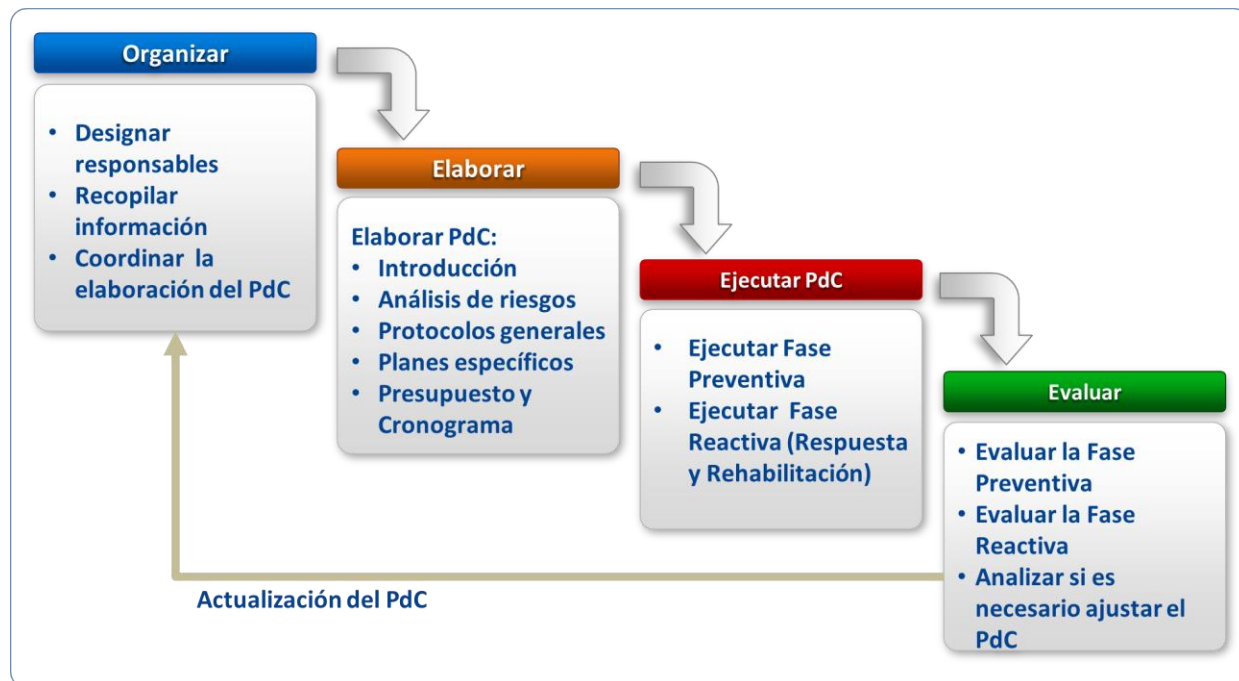 Organizar
• Designar
responsables
• Recopilar
información
• Coordinar la
elaboración del PdC
Elaborar
Elaborar PdC:
• Introducción
• Análisis de riesgos
• Protocolos generales
• Planes específicos
• Presupuesto y
Cronograma
Ejecutar PdC
• Ejecutar Fase
Preventiva
• Ejecutar Fase
Reactiva (Respuesta
y Rehabilitación)
Evaluar
• Evaluar la Fase
Preventiva
• Evaluar la Fase
Reactiva
• Analizar si es
necesario ajustar el
PdC
Actualización del PdC